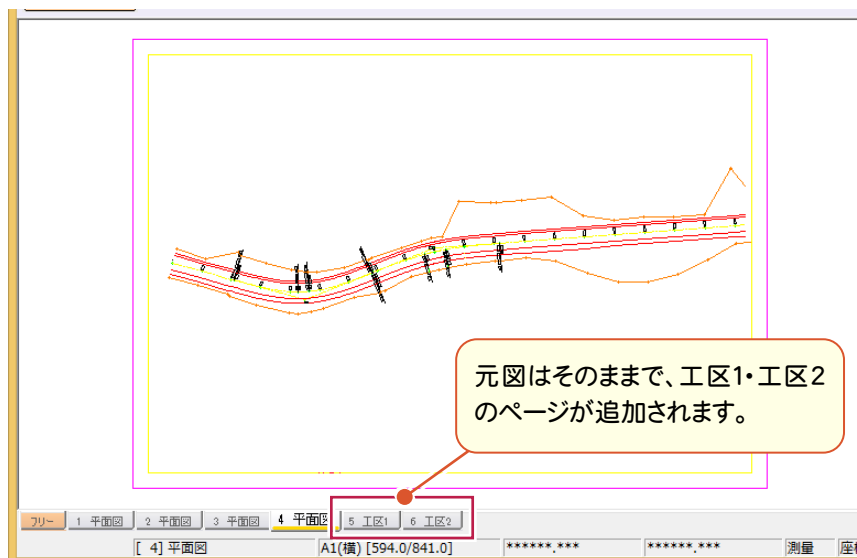 元図はそのままで、工区1・工区2
のページが追加されます。
フリー 1 平面図 2 平面図 3 平面図 4 平面図 5 工区1 6 工区2
[ 4] 平面図 A1(横) [594.0/841.0] ******.*** ******.*** 測量